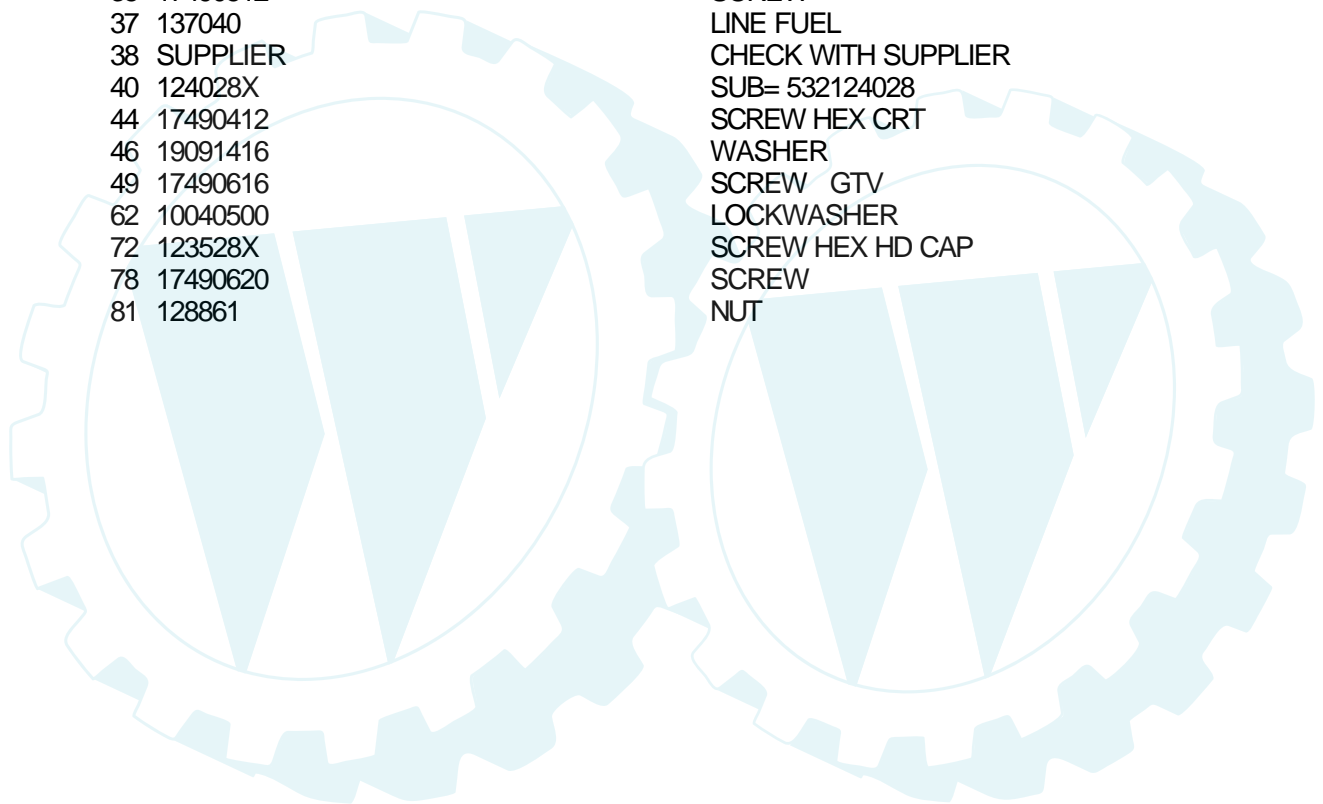 37 137040 LINE FUEL
38 SUPPLIER CHECK WITH SUPPLIER
40 124028X SUB= 532124028
44 17490412 SCREW HEX CRT
46 19091416 WASHER
49 17490616 SCREW GTV
62 10040500 LOCKWASHER
72 123528X SCREW HEX HD CAP
78 17490620 SCREW
81 128861 NUT